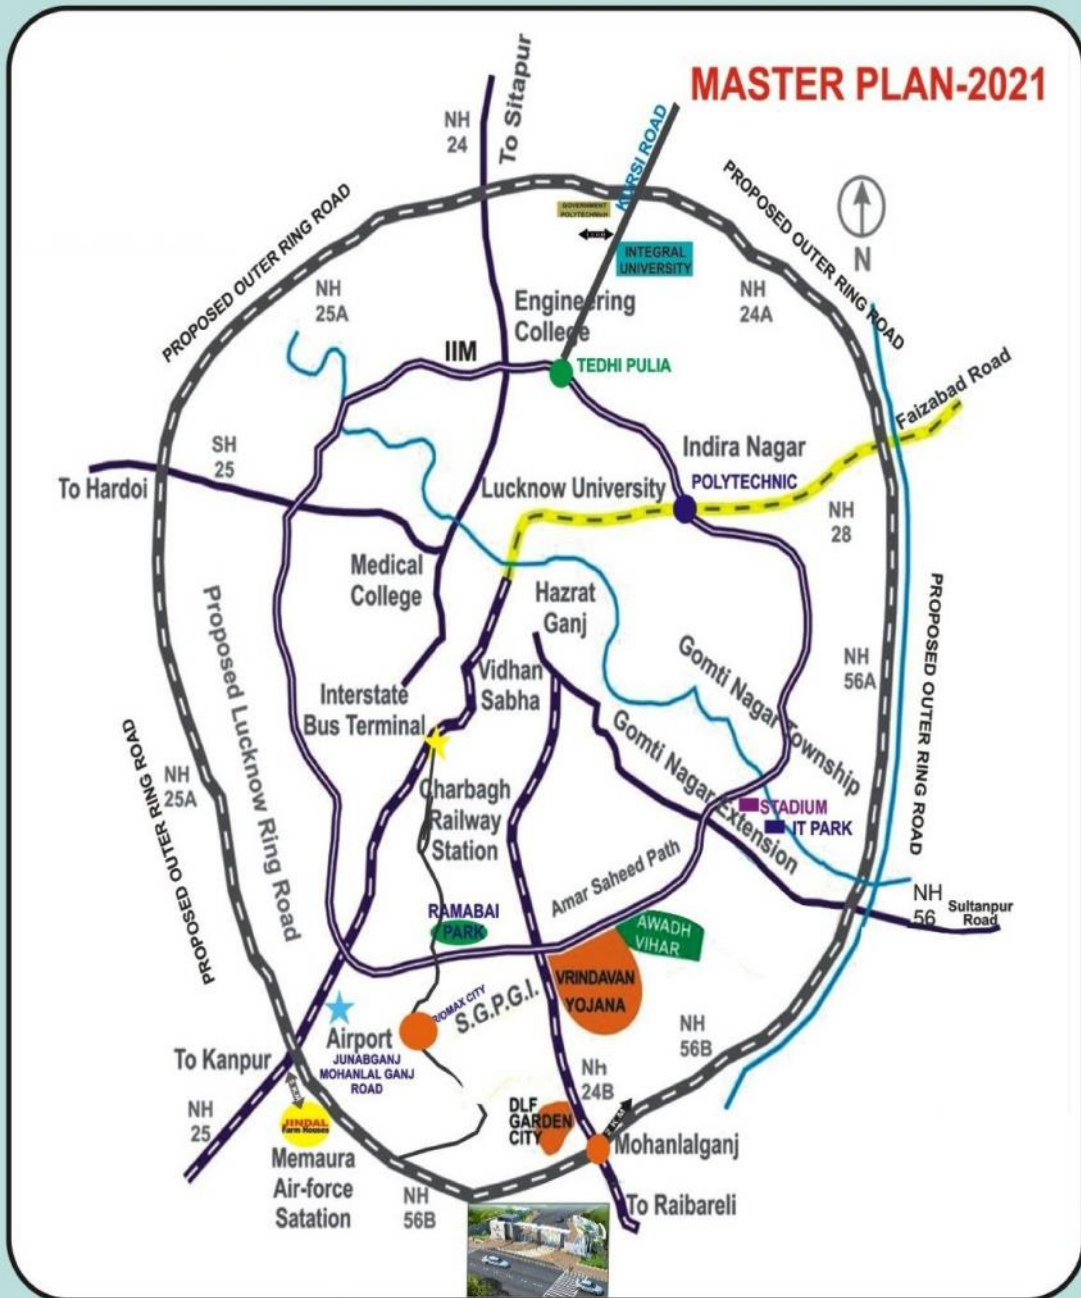 MASTER PLAN-2021
To Sitapur
NH
24
KURSI ROAD
PROPOSED OUTER RING ROAD
PROPOSED OUTER RING ROAD
GOVERNMENT
N
INTEGRAL
UNIVERSITY
NH
25A
Engineering
College
NH
24A
IIM
TEDHI PULIA
Faizabad Road
SH
25
Indira Nagar
To Hardoi
Lucknow University
POLYTECHNIC
NH
28
Medical
College
Hazrat
Ganj
Proposed Lucknow Ring Road
PROPOSED OUTER RING ROAD
Gomti Nagar Township
NH
56A
Vidhan
Sabha
Interstate
Bus Terminal
Gomti Nagar Extension
PROPOSED OUTER RING ROAD
NH
25A
Charbagh
Railway
Station
STADIUM
IT PARK
Amar Saheed Path
NH
56
Sultanpur
Road
RAMABAI
PARK
AWADH
VIHAR
VRINDAVAN
YOJANA
S.G.P.G.I.
Airport
JUNABGANJ
MOHANLAL GANJ
ROAD
NH
56B
To Kanpur
Nh
24B
NH
25
JINDAL
Farm Houses
DLF
GARDEN
CITY
Mohanlalganj
Memaura
Air-force
Satation
NH
56B
To Raibareli